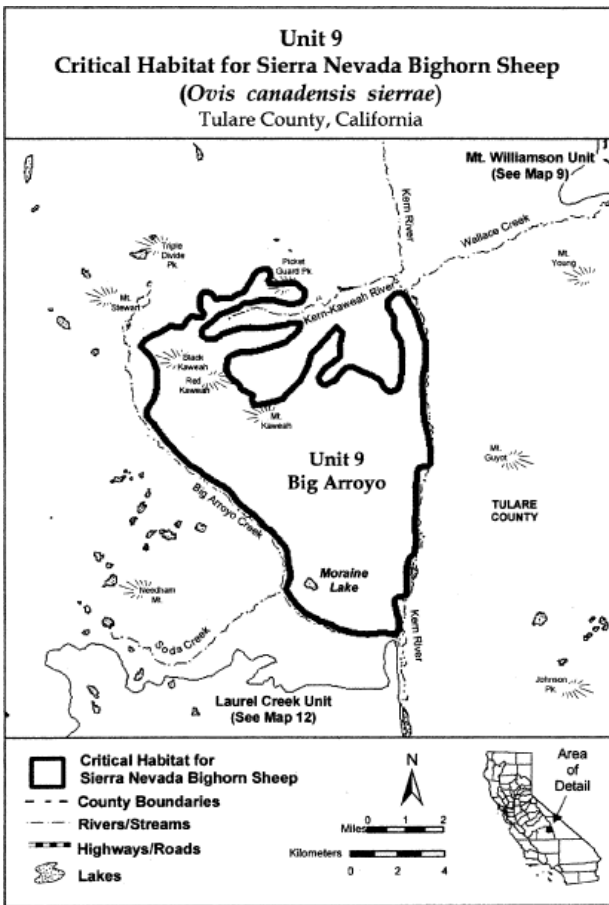 Unit 9
Critical Habitat for Sierra Nevada Bighorn Sheep
(Ovis canadensis sierrae)
Tulare County, California
Mt. Williamson Unit
(See Map 9)
Kern River
Wallace Creek
Triple
Divide
Pk.
Picket
Guard Pk.
Mt.
Young
Mt.
Stewart
Kern-Kaweah River
Black
Kaweah
Red
Kaweah
Mt.
Kaweah
Unit 9
Big Arroyo
Mt.
Guyot
Big Arroyo Creek
TULARE
COUNTY
Moraine
Lake
Needham
Mt.
Soda Creek
Kern River
Johnson
Pk.
Laurel Creek Unit
(See Map 12)
Critical Habitat for
Sierra Nevada Bighorn Sheep
County Boundaries
Rivers/Streams
Highways/Roads
Lakes
N
0 1 2
Miles
Kilometers
0 2 4
Area
of
Detail